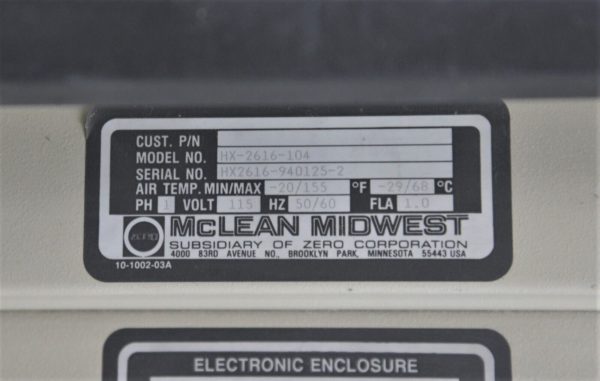 CUST. P/N
MODEL NO. HX-2616-104
SERIAL NO. HX2616-940125-2
AIR TEMP. MIN/MAX -20/155 °F -29/68 °C
PH 1 VOLT 115 HZ 50/60 FLA 1.0
McLEAN MIDWEST
SUBSIDIARY OF ZERO CORPORATION
4000 83RD AVENUE NO., BROOKLYN PARK, MINNESOTA 55443 USA
10-1002-03A
ELECTRONIC ENCLOSURE